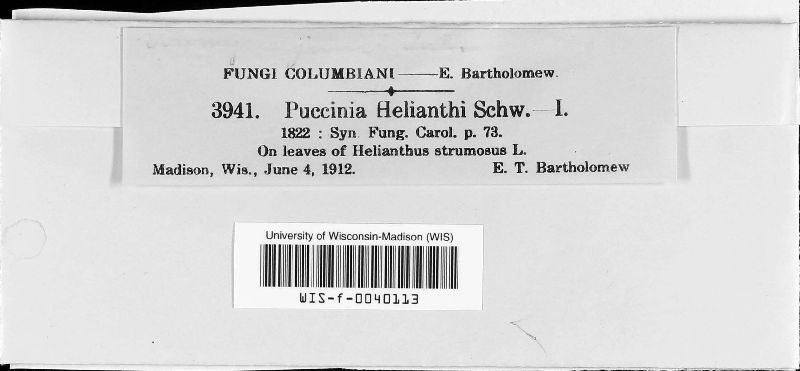 FUNGI COLUMBIANI—E. Bartholomew.
3941. Puccinia Helianthi Schw.—I.
1822 : Syn. Fung. Carol. p. 73.
On leaves of Helianthus strumosus L.
Madison, Wis., June 4, 1912. E. T. Bartholomew
University of Wisconsin-Madison (WIS)
WIS-f-0040113